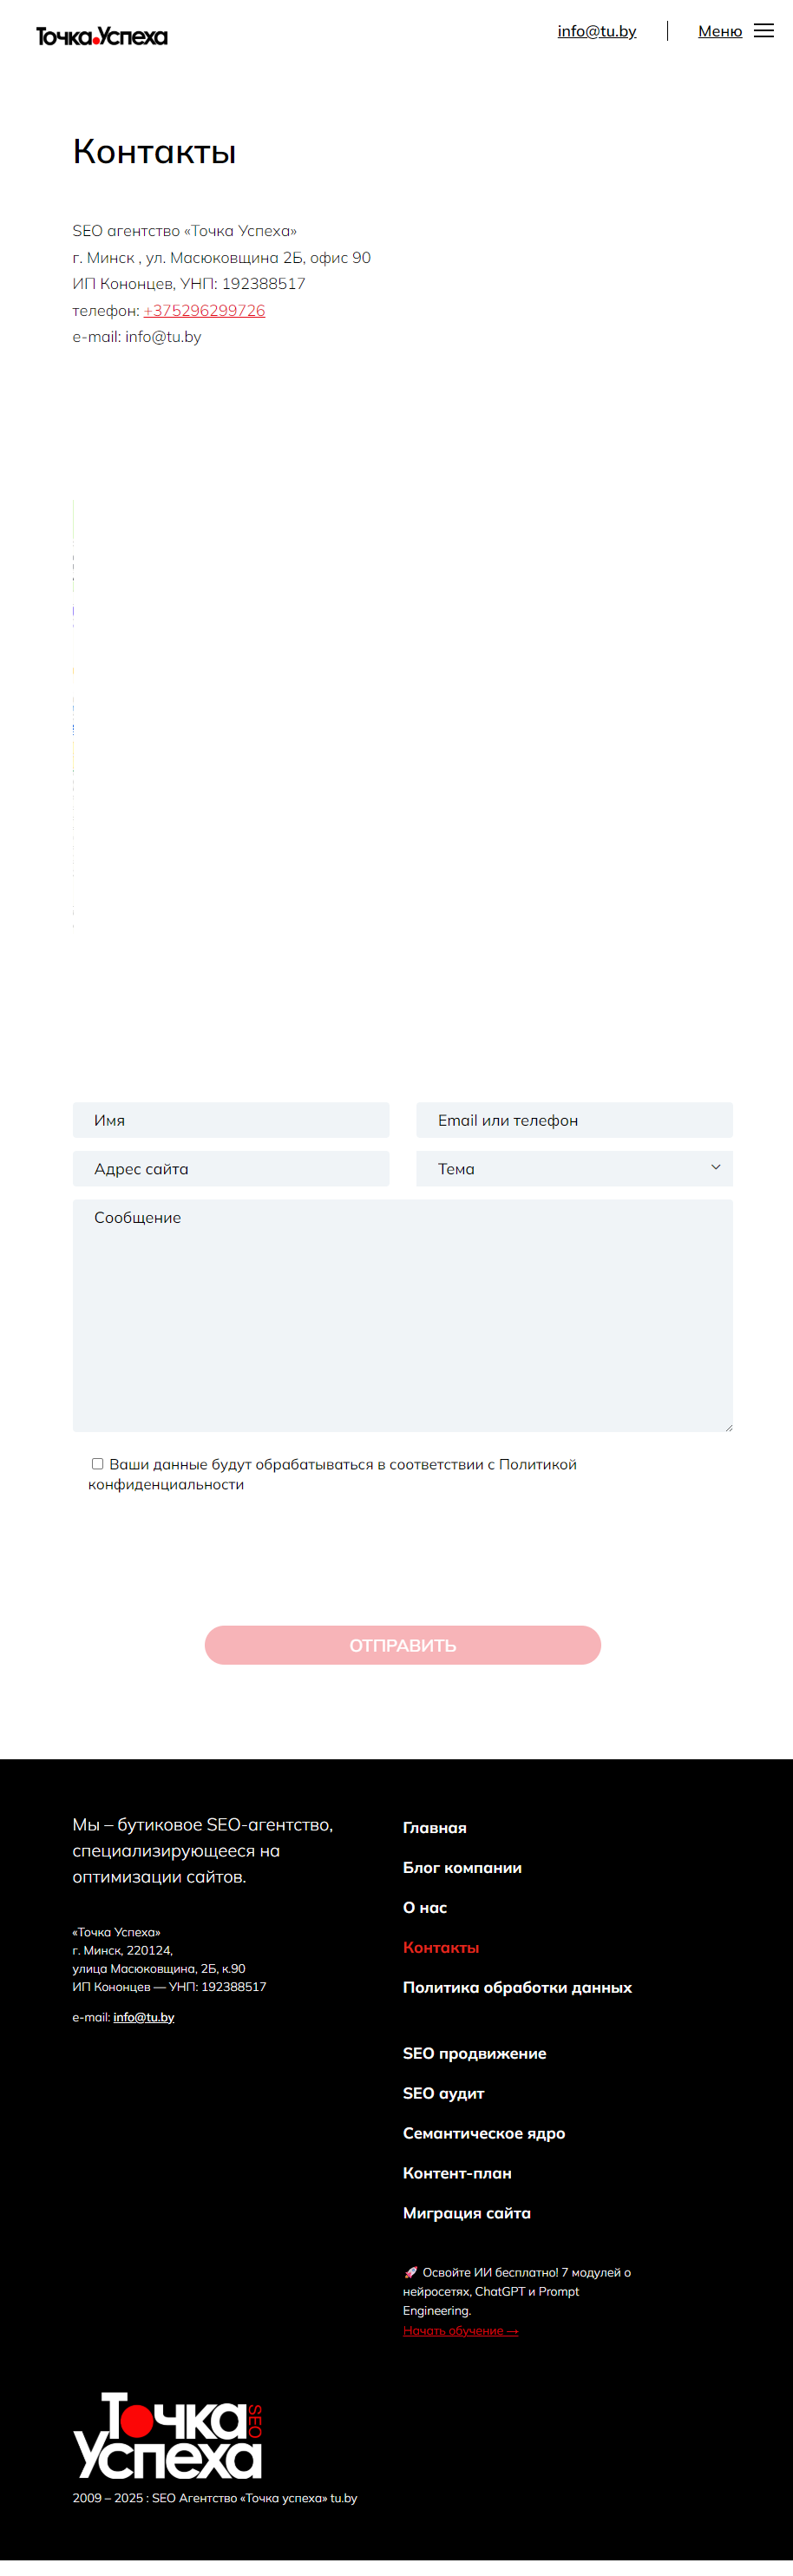 Точка.Успеха
info@tu.by
Меню
Контакты
SEO агентство «Точка Успеха»
г. Минск , ул. Масюковщина 2Б, офис 90
ИП Кононцев, УНП: 192388517
телефон: +375296299726
e-mail: info@tu.by
Имя
Email или телефон
Адрес сайта
Тема
Сообщение
Ваши данные будут обрабатываться в соответствии с Политикой
конфиденциальности
ОТПРАВИТЬ
Мы – бутиковое SEO-агентство,
специализирующееся на
оптимизации сайтов.
«Точка Успеха»
г. Минск, 220124,
улица Масюковщина, 2Б, к.90
ИП Кононцев — УНП: 192388517
e-mail: info@tu.by
Главная
Блог компании
О нас
Контакты
Политика обработки данных
SEO продвижение
SEO аудит
Семантическое ядро
Контент-план
Миграция сайта
🚀 Освойте ИИ бесплатно! 7 модулей о
нейросетях, ChatGPT и Prompt
Engineering.
Начать обучение →
Точка SEO
Успеха
2009 – 2025 : SEO Агентство «Точка успеха» tu.by